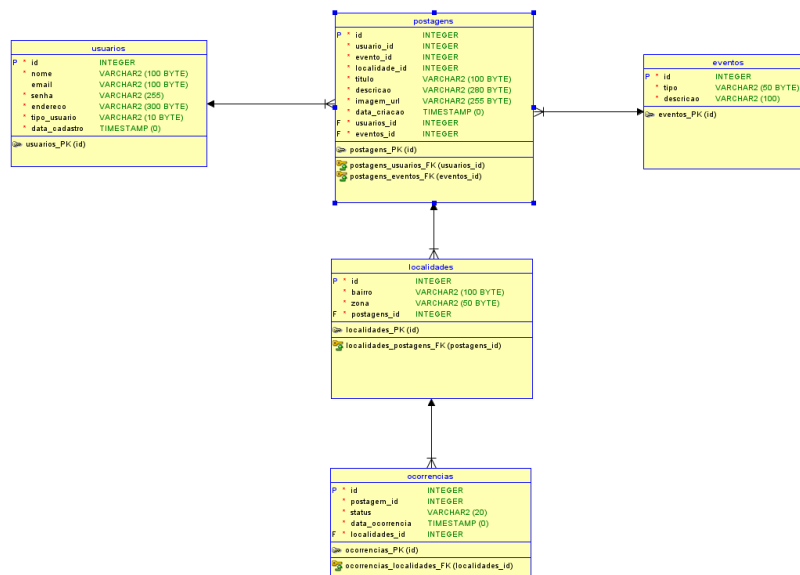 usuarios
P * id INTEGER
* nome VARCHAR2 (100 BYTE)
email VARCHAR2 (100 BYTE)
* senha VARCHAR2 (255)
* endereco VARCHAR2 (300 BYTE)
* tipo_usuario VARCHAR2 (10 BYTE)
* data_cadastro TIMESTAMP (0)
usuarios_PK (id)
postagens
P * id INTEGER
* usuario_id INTEGER
* evento_id INTEGER
* localidade_id INTEGER
* titulo VARCHAR2 (100 BYTE)
* descricao VARCHAR2 (280 BYTE)
* imagem_url VARCHAR2 (255 BYTE)
* data_criacao TIMESTAMP (0)
F * usuarios_id INTEGER
F * eventos_id INTEGER
postagens_PK (id)
postagens_usuarios_FK (usuarios_id)
postagens_eventos_FK (eventos_id)
eventos
P * id INTEGER
* tipo VARCHAR2 (50 BYTE)
* descricao VARCHAR2 (100)
eventos_PK (id)
localidades
P * id INTEGER
* bairro VARCHAR2 (100 BYTE)
* zona VARCHAR2 (50 BYTE)
F * postagens_id INTEGER
localidades_PK (id)
localidades_postagens_FK (postagens_id)
ocorrencias
P * id INTEGER
* postagem_id INTEGER
* status VARCHAR2 (20)
* data_ocorrencia TIMESTAMP (0)
F * localidades_id INTEGER
ocorrencias_PK (id)
ocorrencias_localidades_FK (localidades_id)